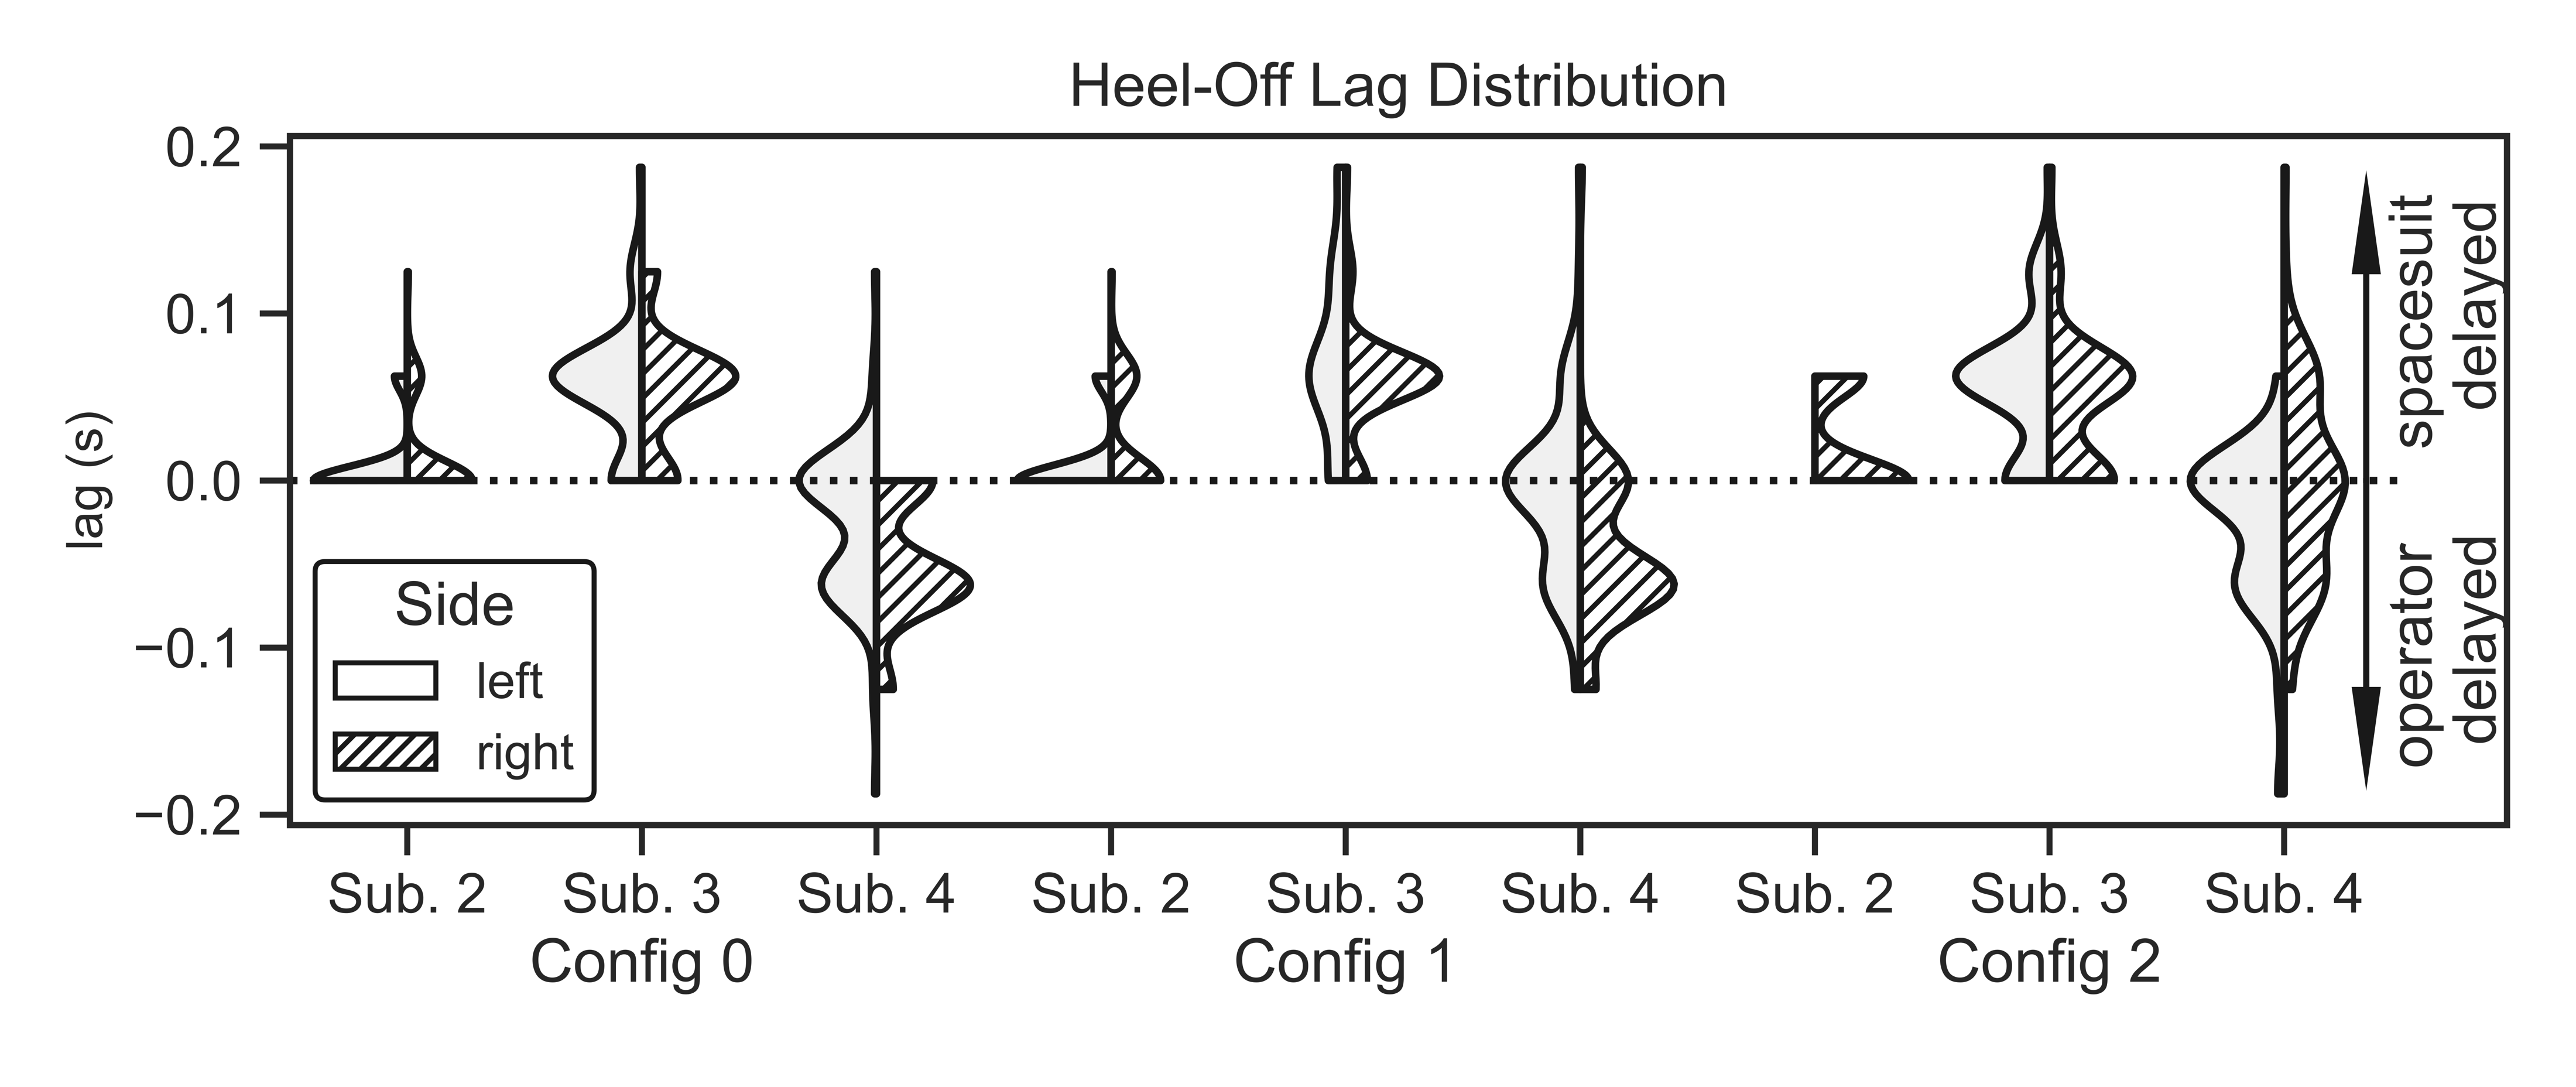 Heel-Off Lag Distribution
lag (s)
0.2
0.1
0.0
−0.1
−0.2
Side
left
right
spacesuit
delayed
operator
delayed
Sub. 2 Sub. 3 Sub. 4 Sub. 2 Sub. 3 Sub. 4 Sub. 2 Sub. 3 Sub. 4
Config 0 Config 1 Config 2